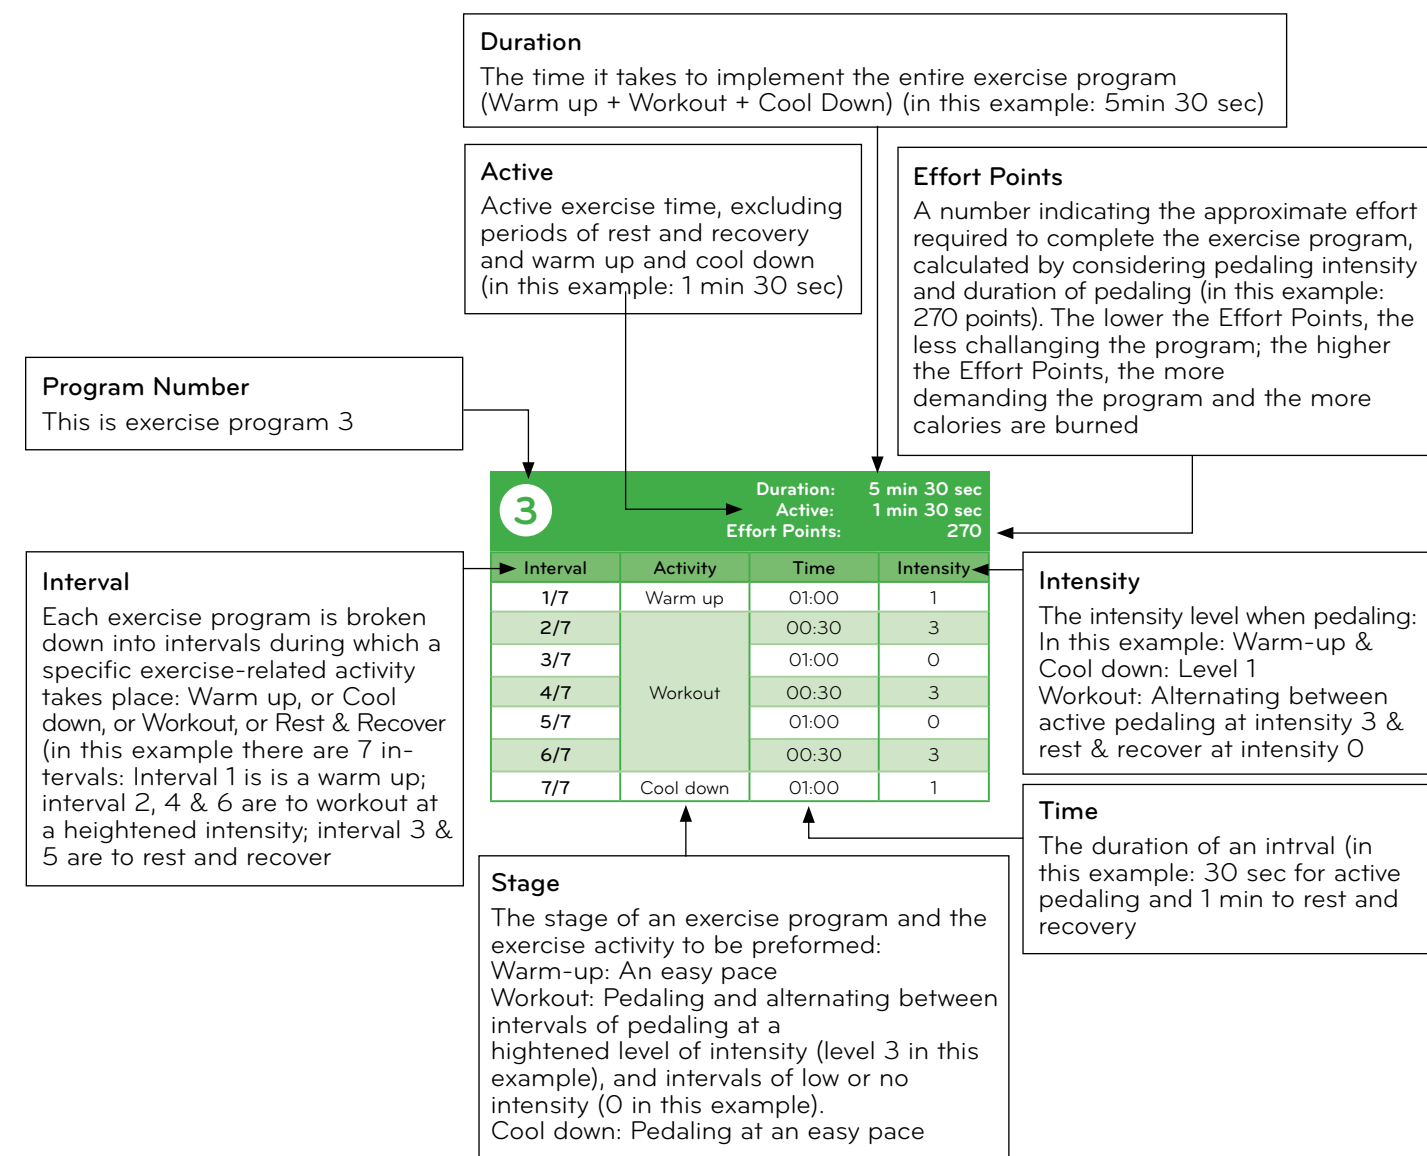 Duration
The time it takes to implement the entire exercise program
(Warm up + Workout + Cool Down) (in this example: 5min 30 sec)
Active
Active exercise time, excluding
periods of rest and recovery
and warm up and cool down
(in this example: 1 min 30 sec)
Effort Points
A number indicating the approximate effort
required to complete the exercise program,
calculated by considering pedaling intensity
and duration of pedaling (in this example:
270 points). The lower the Effort Points, the
less challanging the program; the higher
the Effort Points, the more
demanding the program and the more
calories are burned
Program Number
This is exercise program 3
3
Duration: 5 min 30 sec
Active: 1 min 30 sec
Effort Points: 270
Interval Activity Time Intensity
1/7 Warm up 01:00 1
2/7 00:30 3
3/7 01:00 0
4/7 Workout 00:30 3
5/7 01:00 0
6/7 00:30 3
7/7 Cool down 01:00 1
Interval
Each exercise program is broken
down into intervals during which a
specific exercise-related activity
takes place: Warm up, or Cool
down, or Workout, or Rest & Recover
(in this example there are 7 in-
tervals: Interval 1 is is a warm up;
interval 2, 4 & 6 are to workout at
a heightened intensity; interval 3 &
5 are to rest and recover
Intensity
The intensity level when pedaling:
In this example: Warm-up &
Cool down: Level 1
Workout: Alternating between
active pedaling at intensity 3 &
rest & recover at intensity 0
Time
The duration of an intrval (in
this example: 30 sec for active
pedaling and 1 min to rest and
recovery
Stage
The stage of an exercise program and the
exercise activity to be preformed:
Warm-up: An easy pace
Workout: Pedaling and alternating between
intervals of pedaling at a
hightened level of intensity (level 3 in this
example), and intervals of low or no
intensity (0 in this example).
Cool down: Pedaling at an easy pace